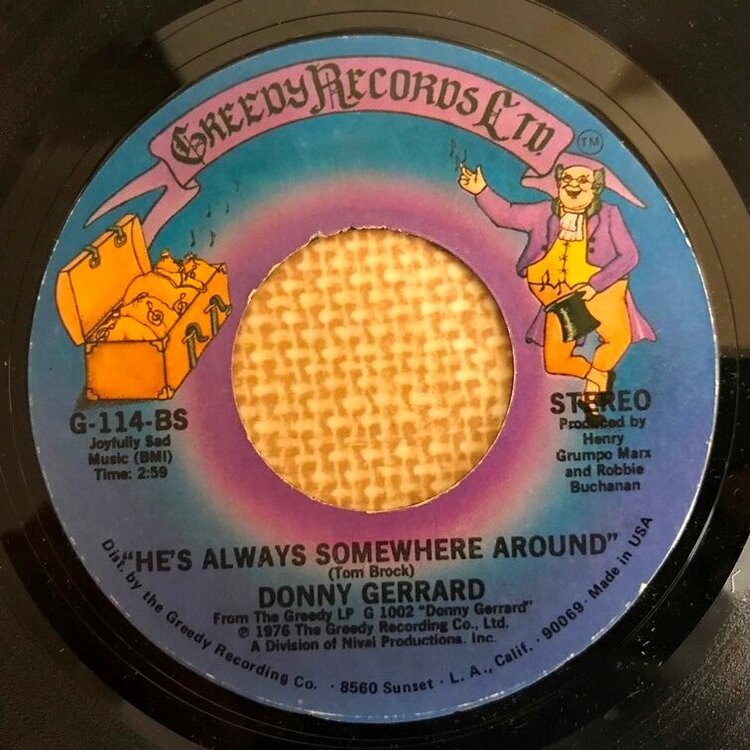 GREEDY RECORDS LTD.
TM
G-114-BS
Joyfully Sad
Music (BMI)
Time: 2:59
STEREO
Produced by
Henry
Grumpo Marx
and Robbie
Buchanan
"HE'S ALWAYS SOMEWHERE AROUND"
(Tom Brock)
DONNY GERRARD
From The Greedy LP G 1002 "Donny Gerrard"
℗ 1976 The Greedy Recording Co., Ltd.
A Division of Nival Productions. Inc.
Dist. by the Greedy Recording Co. · 8560 Sunset · L. A., Calif. · 90069 · Made in USA